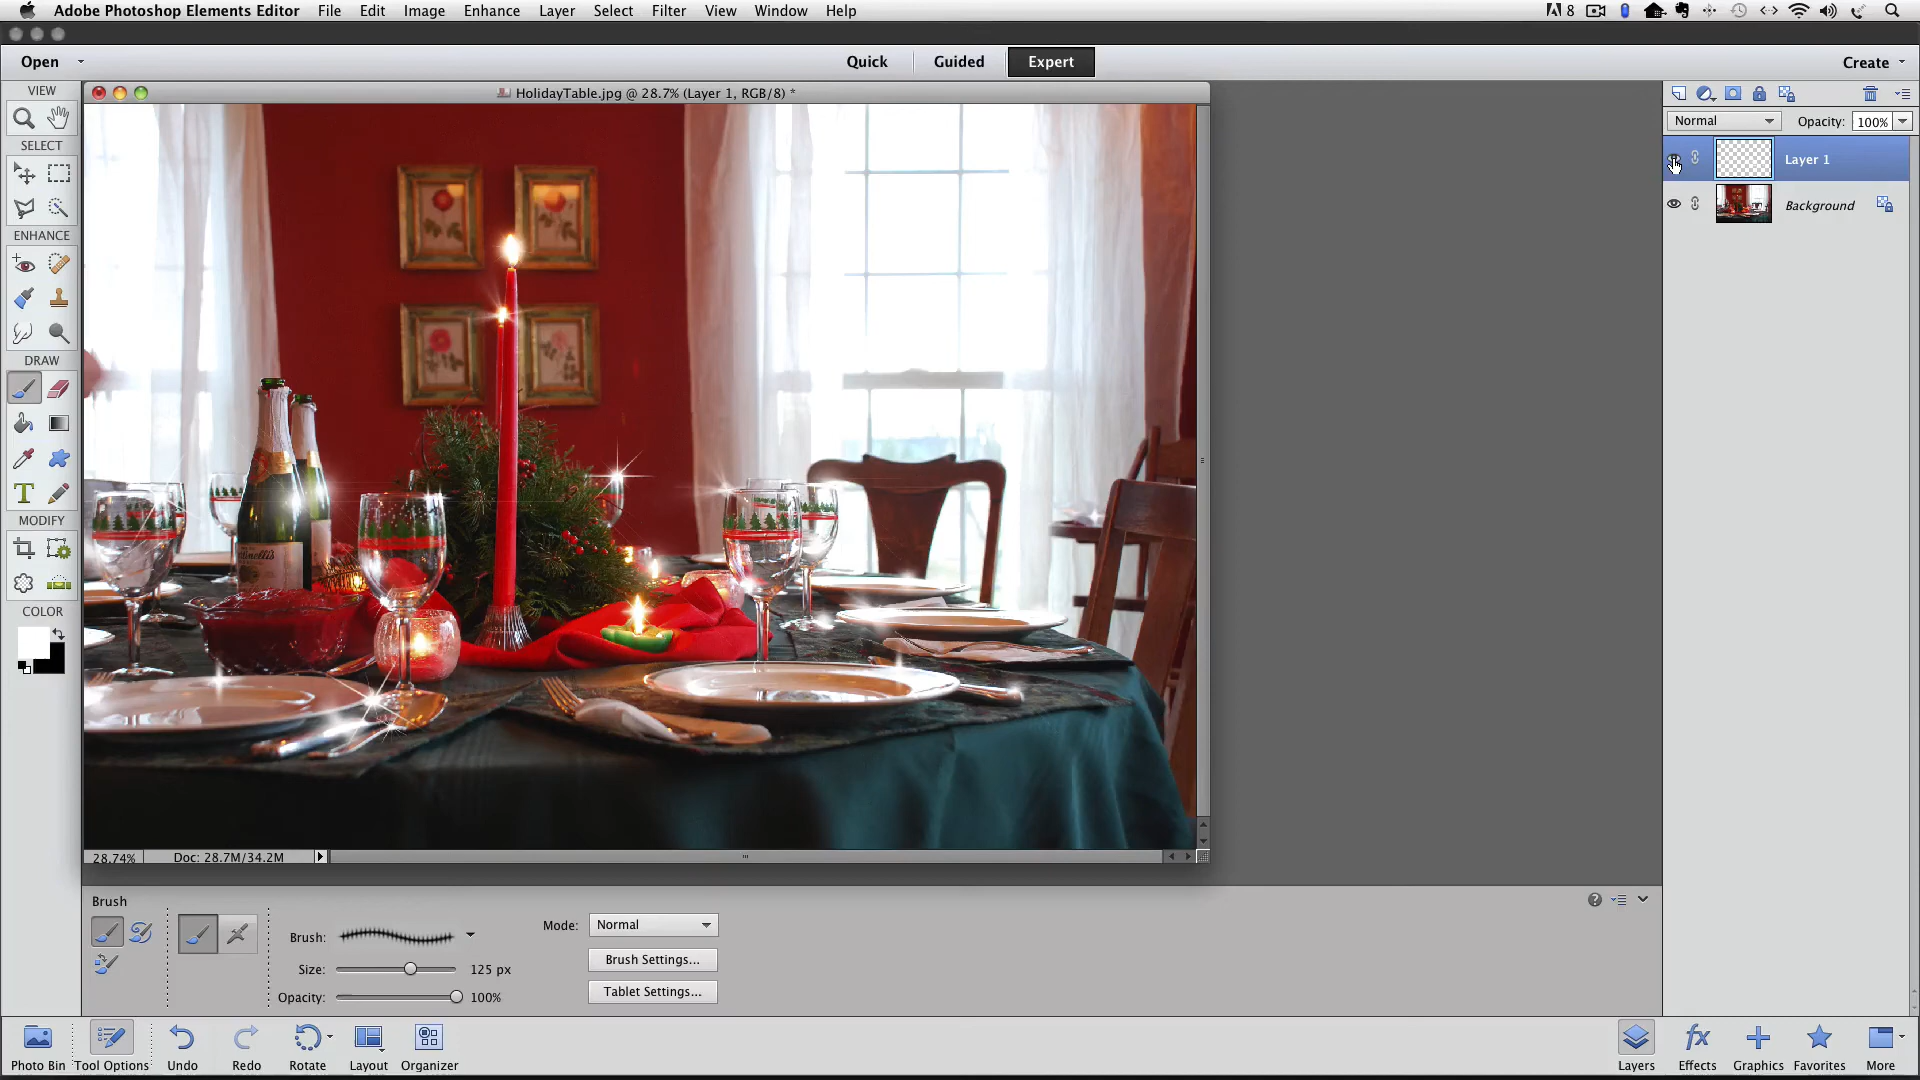 Adobe Photoshop Elements Editor File Edit Image Enhance Layer Select Filter View Window Help
8
Open Quick Guided Expert Create
VIEW
HolidayTable.jpg @ 28.7% (Layer 1, RGB/8) *
Normal Opacity: 100%
SELECT
Layer 1
Background
ENHANCE
DRAW
T
MODIFY
COLOR
28.74% Doc: 28.7M/34.2M
Brush
Brush:
Mode: Normal
Brush Settings...
Size: 125 px
Tablet Settings...
Opacity: 100%
Photo Bin Tool Options Undo Redo Rotate Layout Organizer
fx
Layers Effects Graphics Favorites More